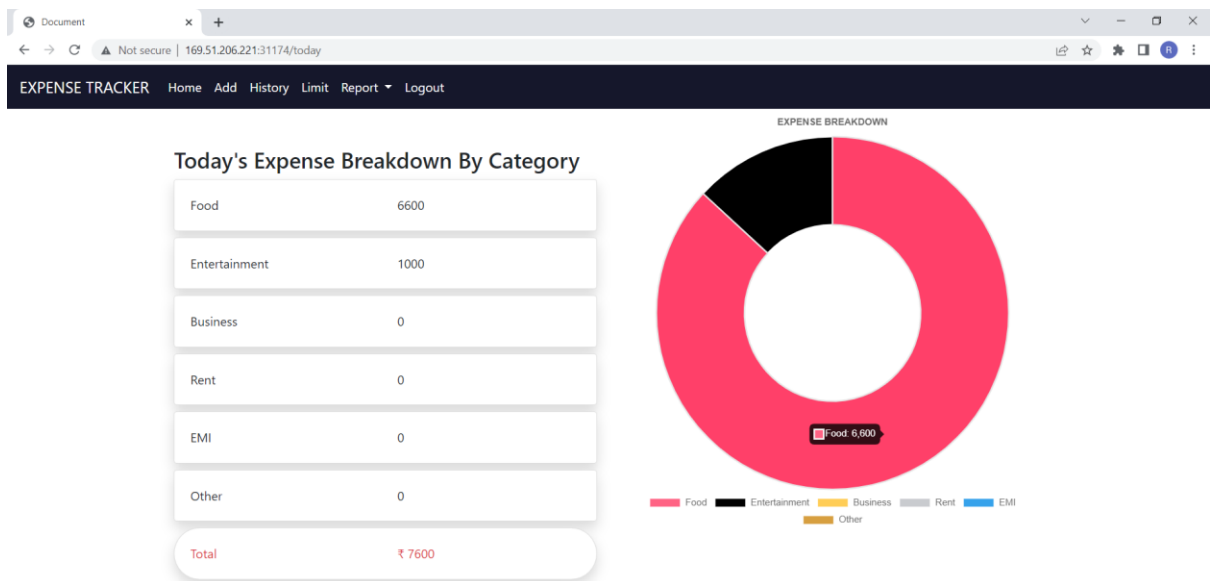 Document
Not secure | 169.51.206.221:31174/today
R
EXPENSE TRACKER Home Add History Limit Report Logout
Today's Expense Breakdown By Category
Food 6600
Entertainment 1000
Business 0
Rent 0
EMI 0
Other 0
Total ₹ 7600
EXPENSE BREAKDOWN
Food: 6,600
Food Entertainment Business Rent EMI
Other